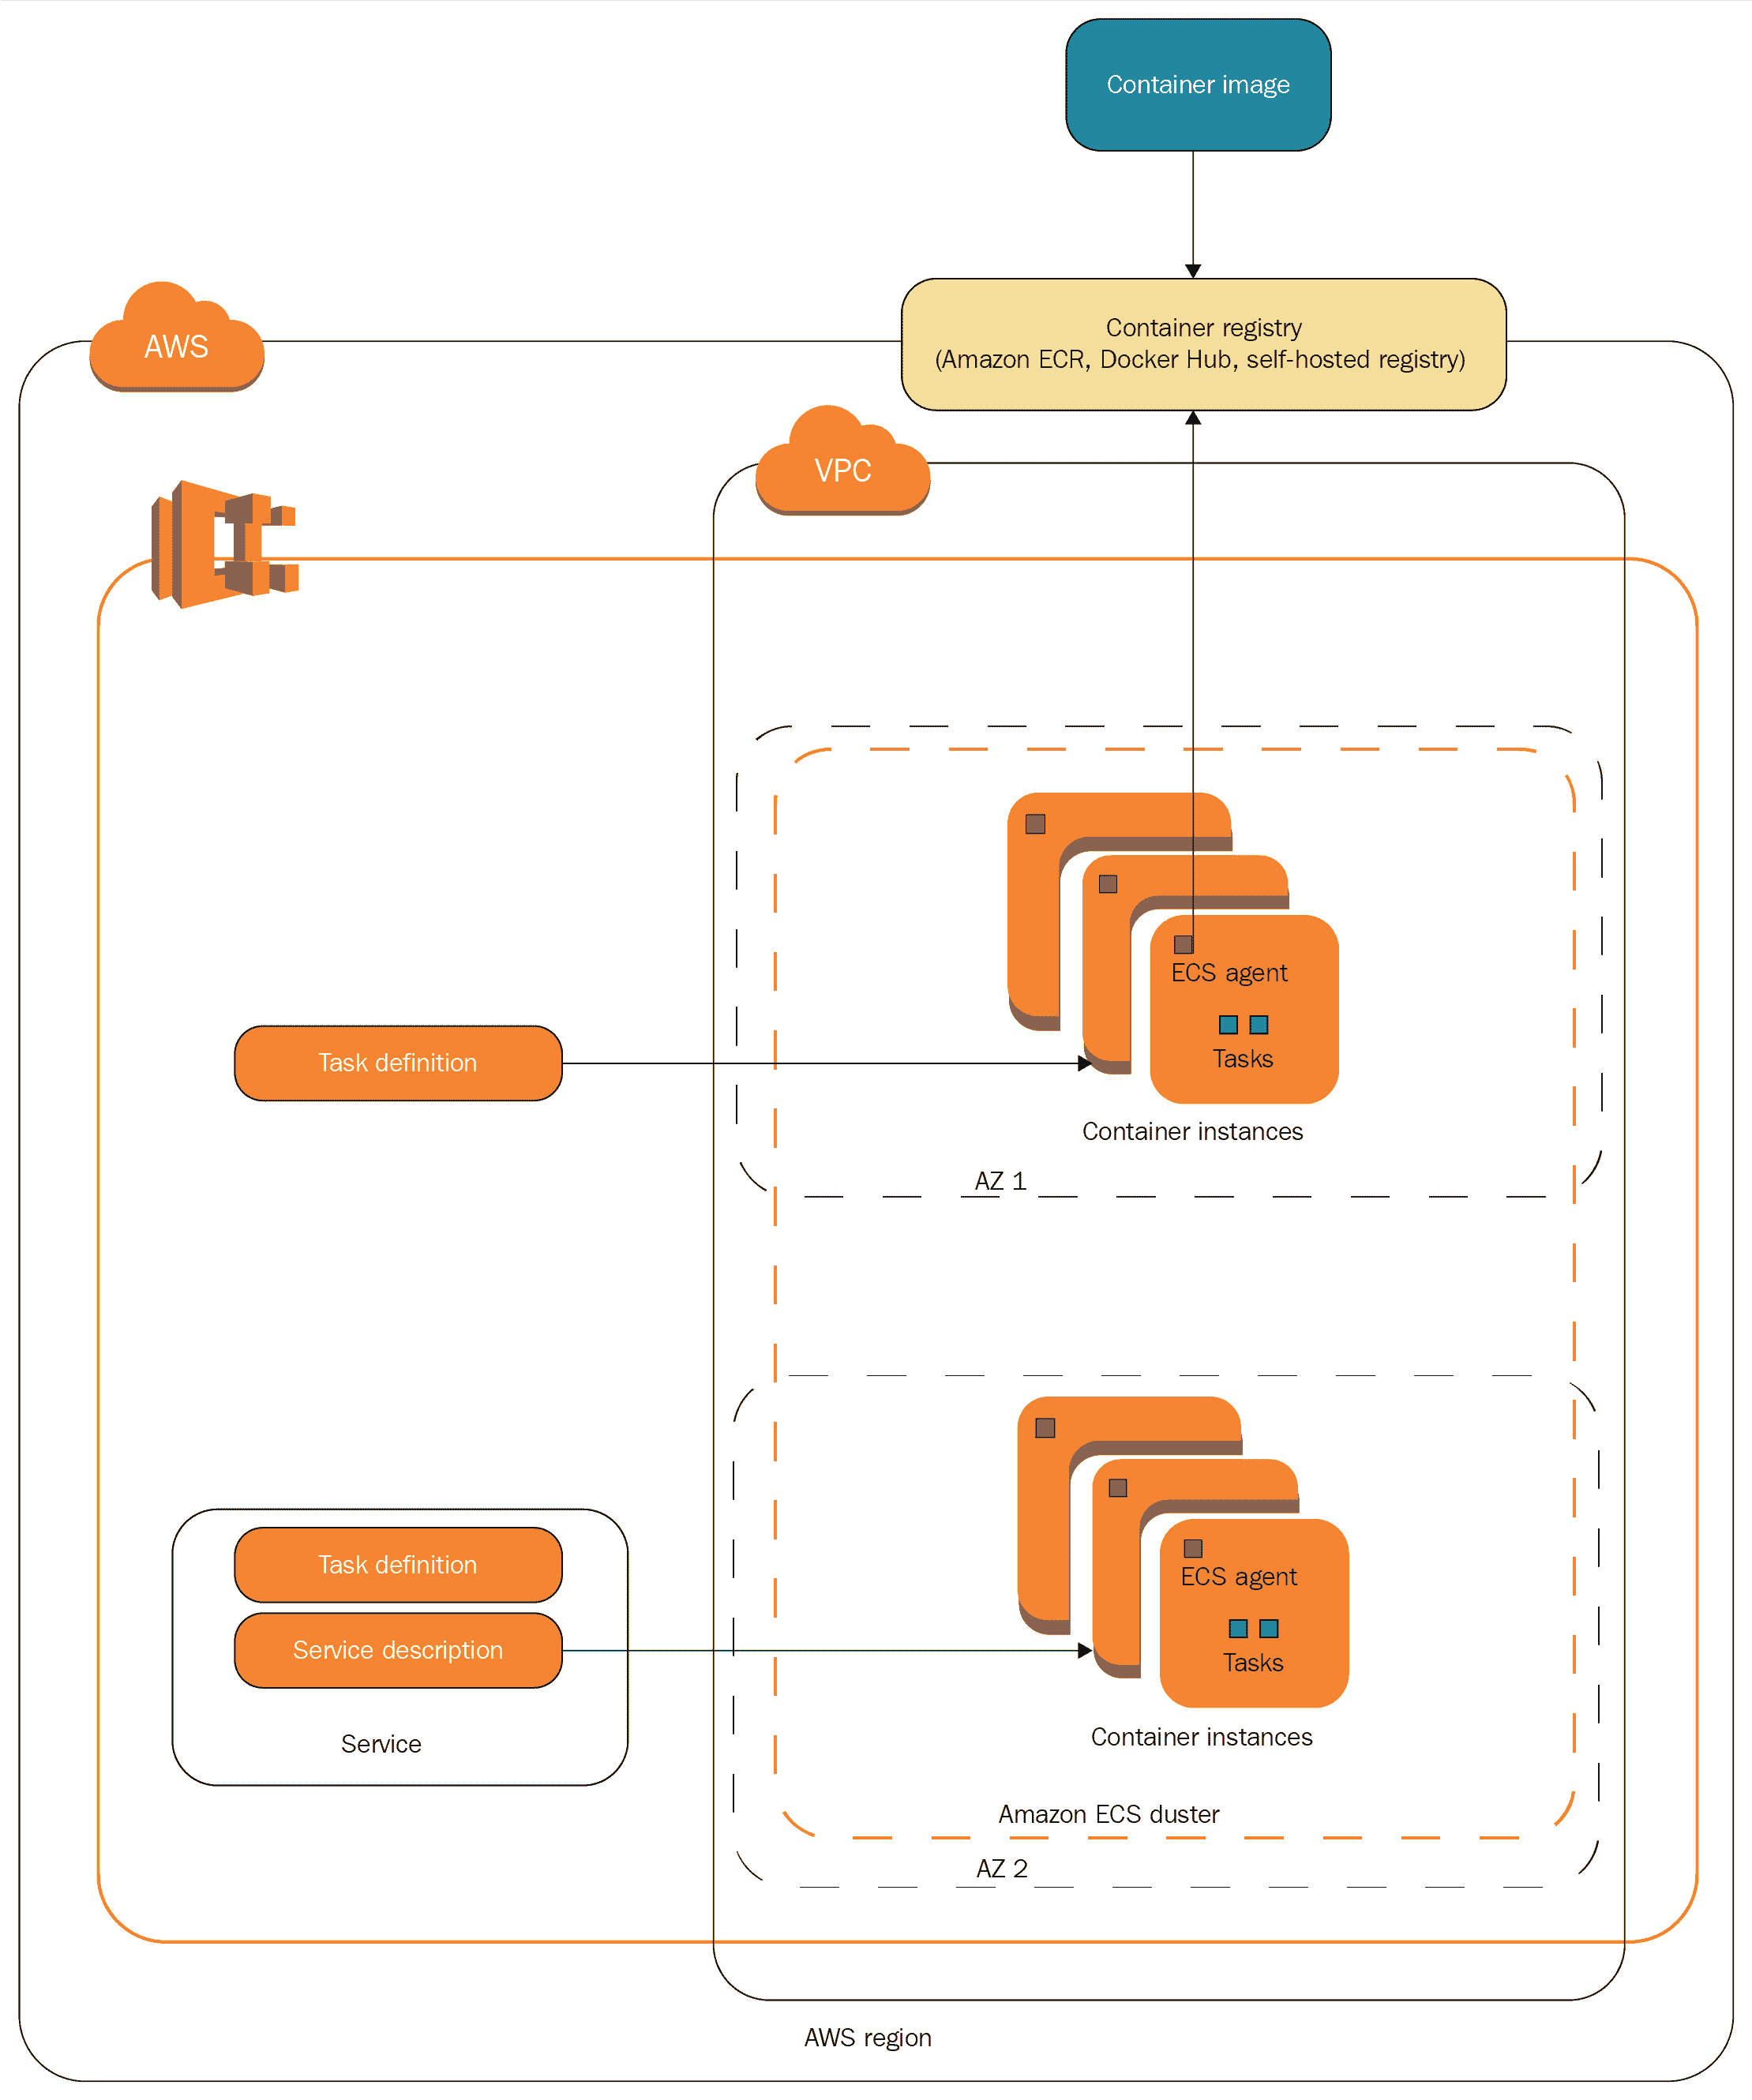 Container image
Container registry
(Amazon ECR, Docker Hub, self-hosted registry)
AWS
VPC
ECS agent
Tasks
Task definition
Container instances
AZ 1
Task definition
Service description
Service
ECS agent
Tasks
Container instances
Amazon ECS duster
AZ 2
AWS region